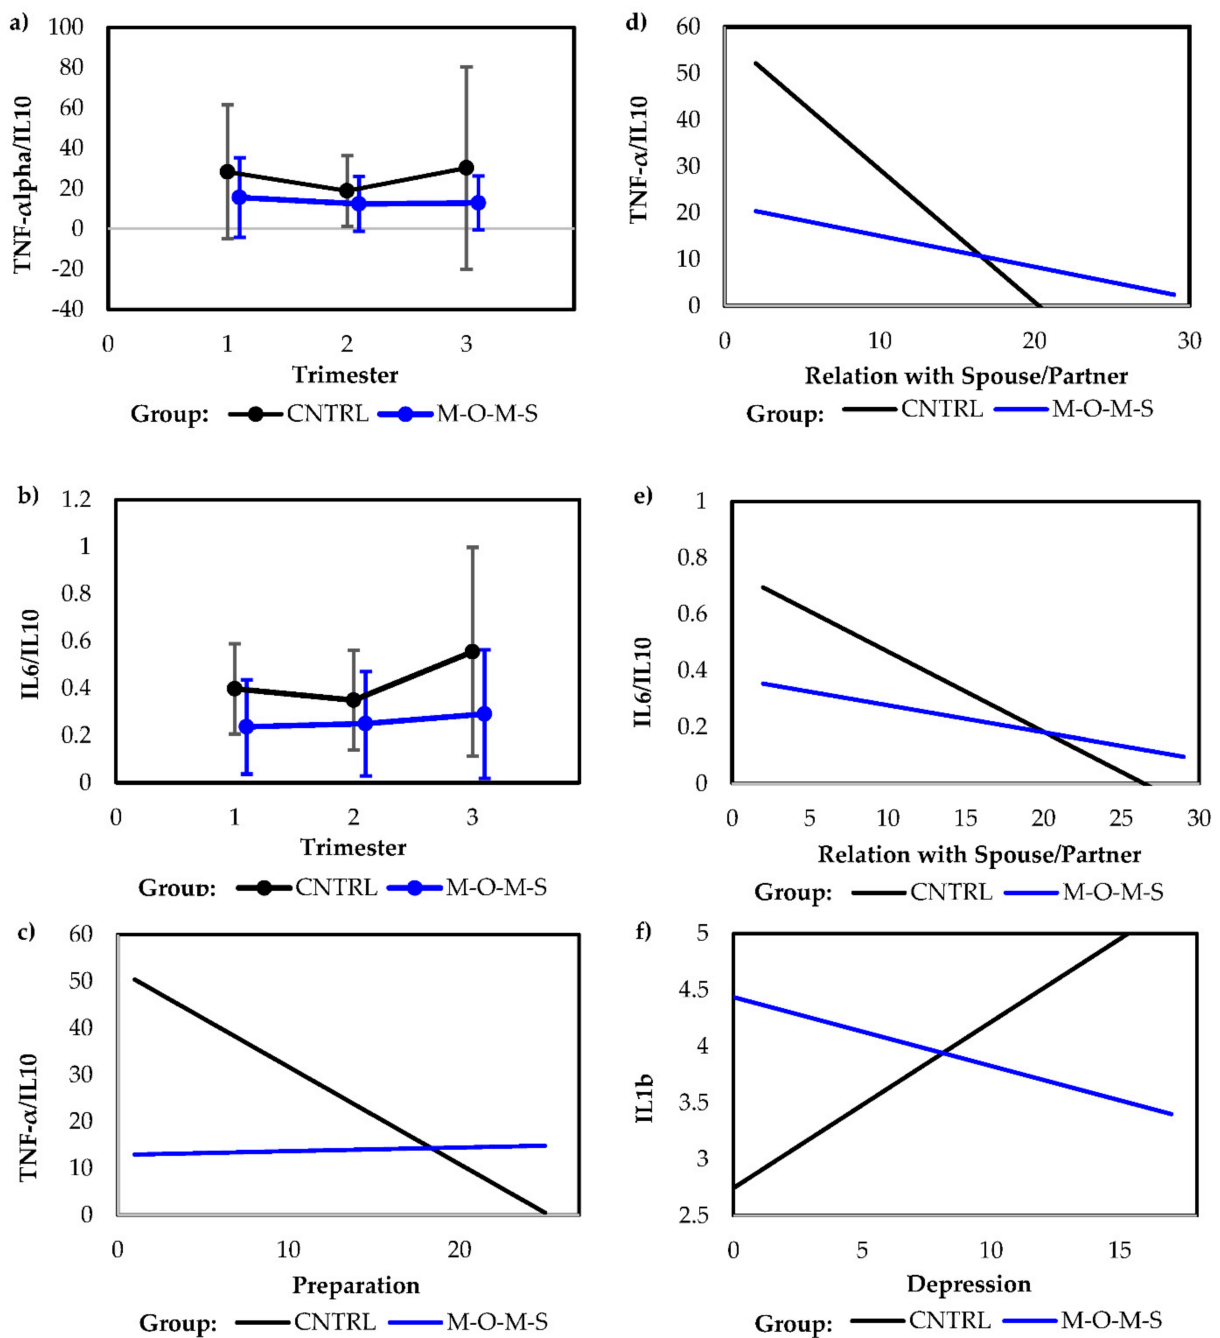 a)
100
80
60
40
20
0
-20
-40
TNF-αlpha/IL10
0 1 2 3
Trimester
Group: CNTRL M-O-M-S
d)
60
50
40
30
20
10
0
TNF-α/IL10
0 10 20 30
Relation with Spouse/Partner
Group: CNTRL M-O-M-S
b)
1.2
1
0.8
0.6
0.4
0.2
0
IL6/IL10
0 1 2 3
Trimester
Group: CNTRL M-O-M-S
e)
1
0.8
0.6
0.4
0.2
0
IL6/IL10
0 5 10 15 20 25 30
Relation with Spouse/Partner
Group: CNTRL M-O-M-S
c)
60
50
40
30
20
10
0
TNF-α/IL10
0 10 20
Preparation
Group: CNTRL M-O-M-S
f)
5
4.5
4
3.5
3
2.5
IL1b
0 5 10 15
Depression
Group: CNTRL M-O-M-S